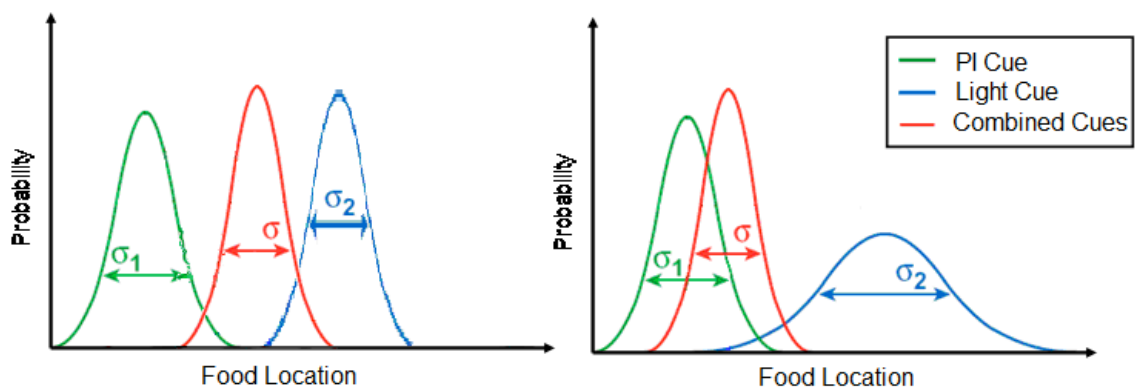 Probability
σ1
σ
σ2
Food Location
Probability
σ1
σ
σ2
Food Location
PI Cue
Light Cue
Combined Cues